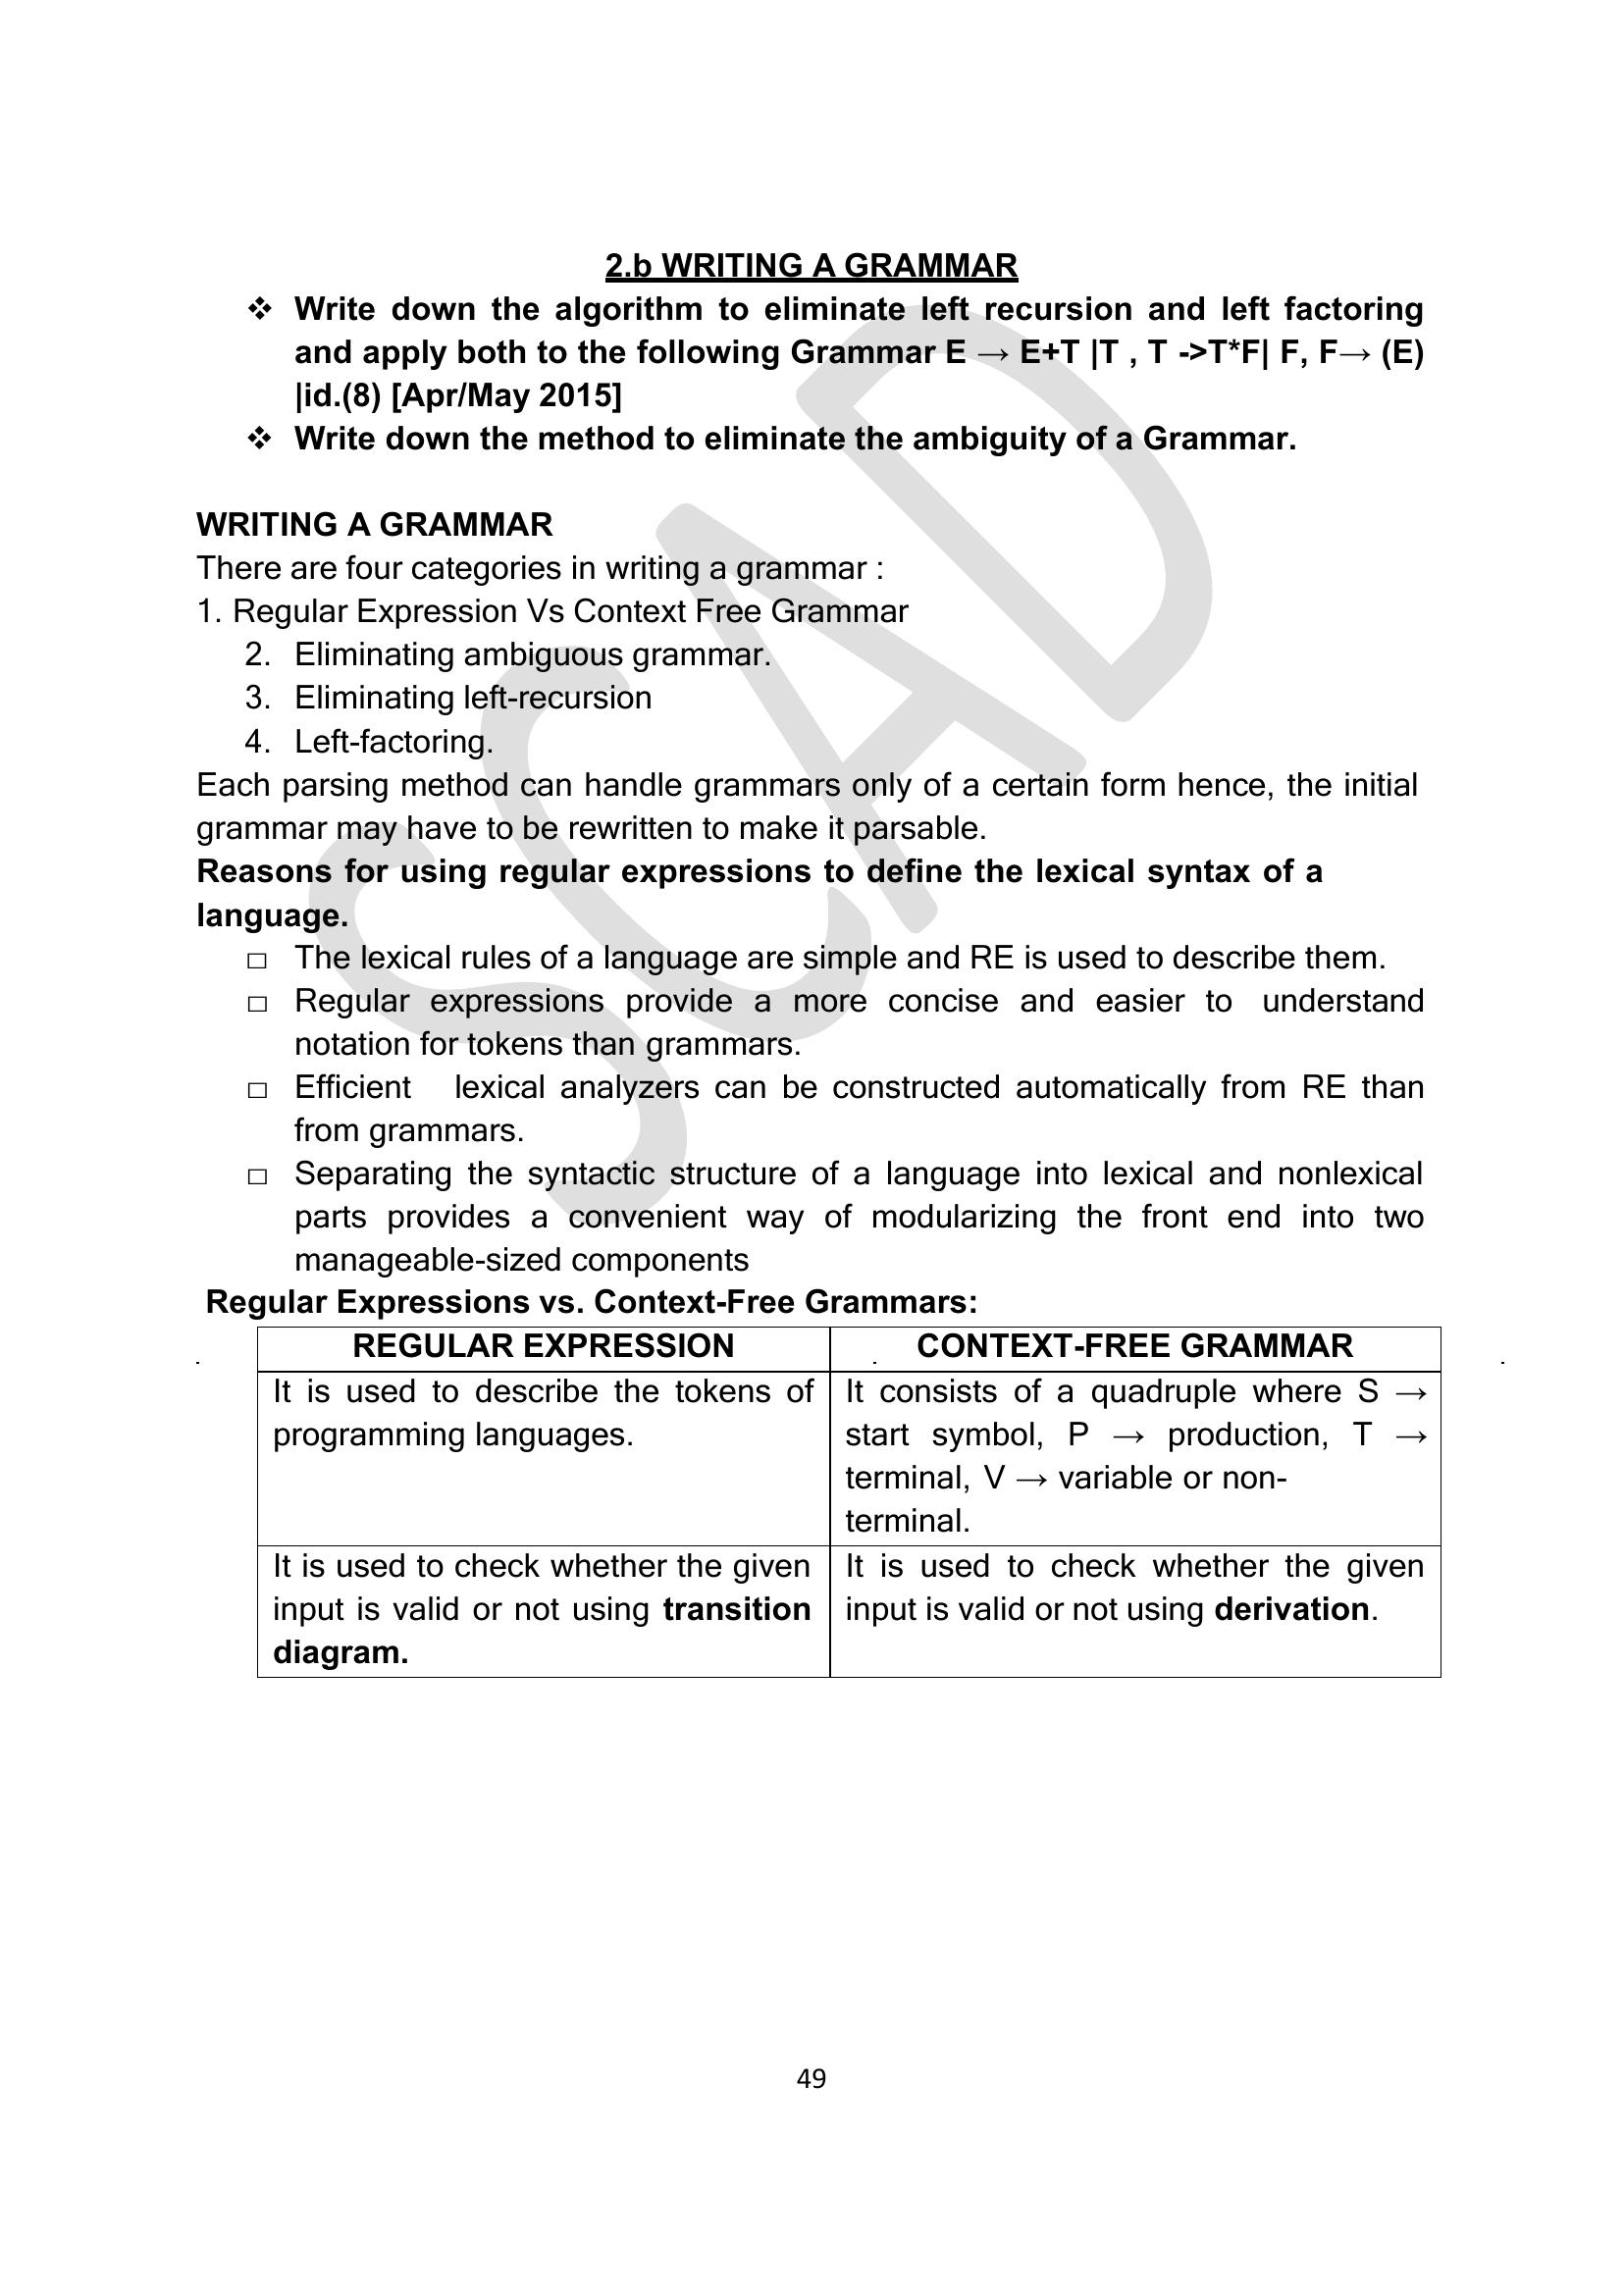 2.b WRITING A GRAMMAR
❖ Write down the algorithm to eliminate left recursion and left factoring
and apply both to the following Grammar E → E+T |T , T ->T*F| F, F→ (E)
|id.(8) [Apr/May 2015]
❖ Write down the method to eliminate the ambiguity of a Grammar.
WRITING A GRAMMAR
There are four categories in writing a grammar :
1. Regular Expression Vs Context Free Grammar
2. Eliminating ambiguous grammar.
3. Eliminating left-recursion
4. Left-factoring.
Each parsing method can handle grammars only of a certain form hence, the initial
grammar may have to be rewritten to make it parsable.
Reasons for using regular expressions to define the lexical syntax of a
language.
□ The lexical rules of a language are simple and RE is used to describe them.
□ Regular expressions provide a more concise and easier to understand
notation for tokens than grammars.
□ Efficient lexical analyzers can be constructed automatically from RE than
from grammars.
□ Separating the syntactic structure of a language into lexical and nonlexical
parts provides a convenient way of modularizing the front end into two
manageable-sized components
Regular Expressions vs. Context-Free Grammars:
REGULAR EXPRESSION
CONTEXT-FREE GRAMMAR
It is used to describe the tokens of
programming languages.
It consists of a quadruple where S →
start symbol, P → production, T →
terminal, V → variable or non-
terminal.
It is used to check whether the given
input is valid or not using transition
diagram.
It is used to check whether the given
input is valid or not using derivation.
49
SCAD